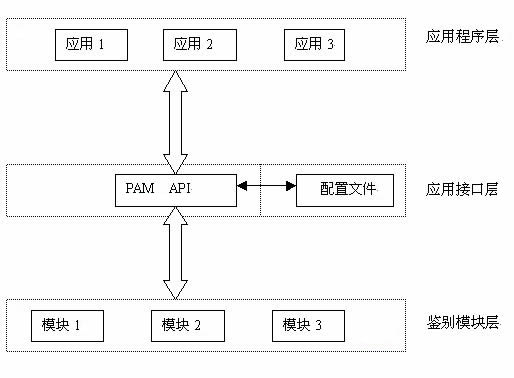 应用 1 应用 2 应用 3 应用程序层
PAM API 配置文件 应用接口层
模块 1 模块 2 模块 3 鉴别模块层